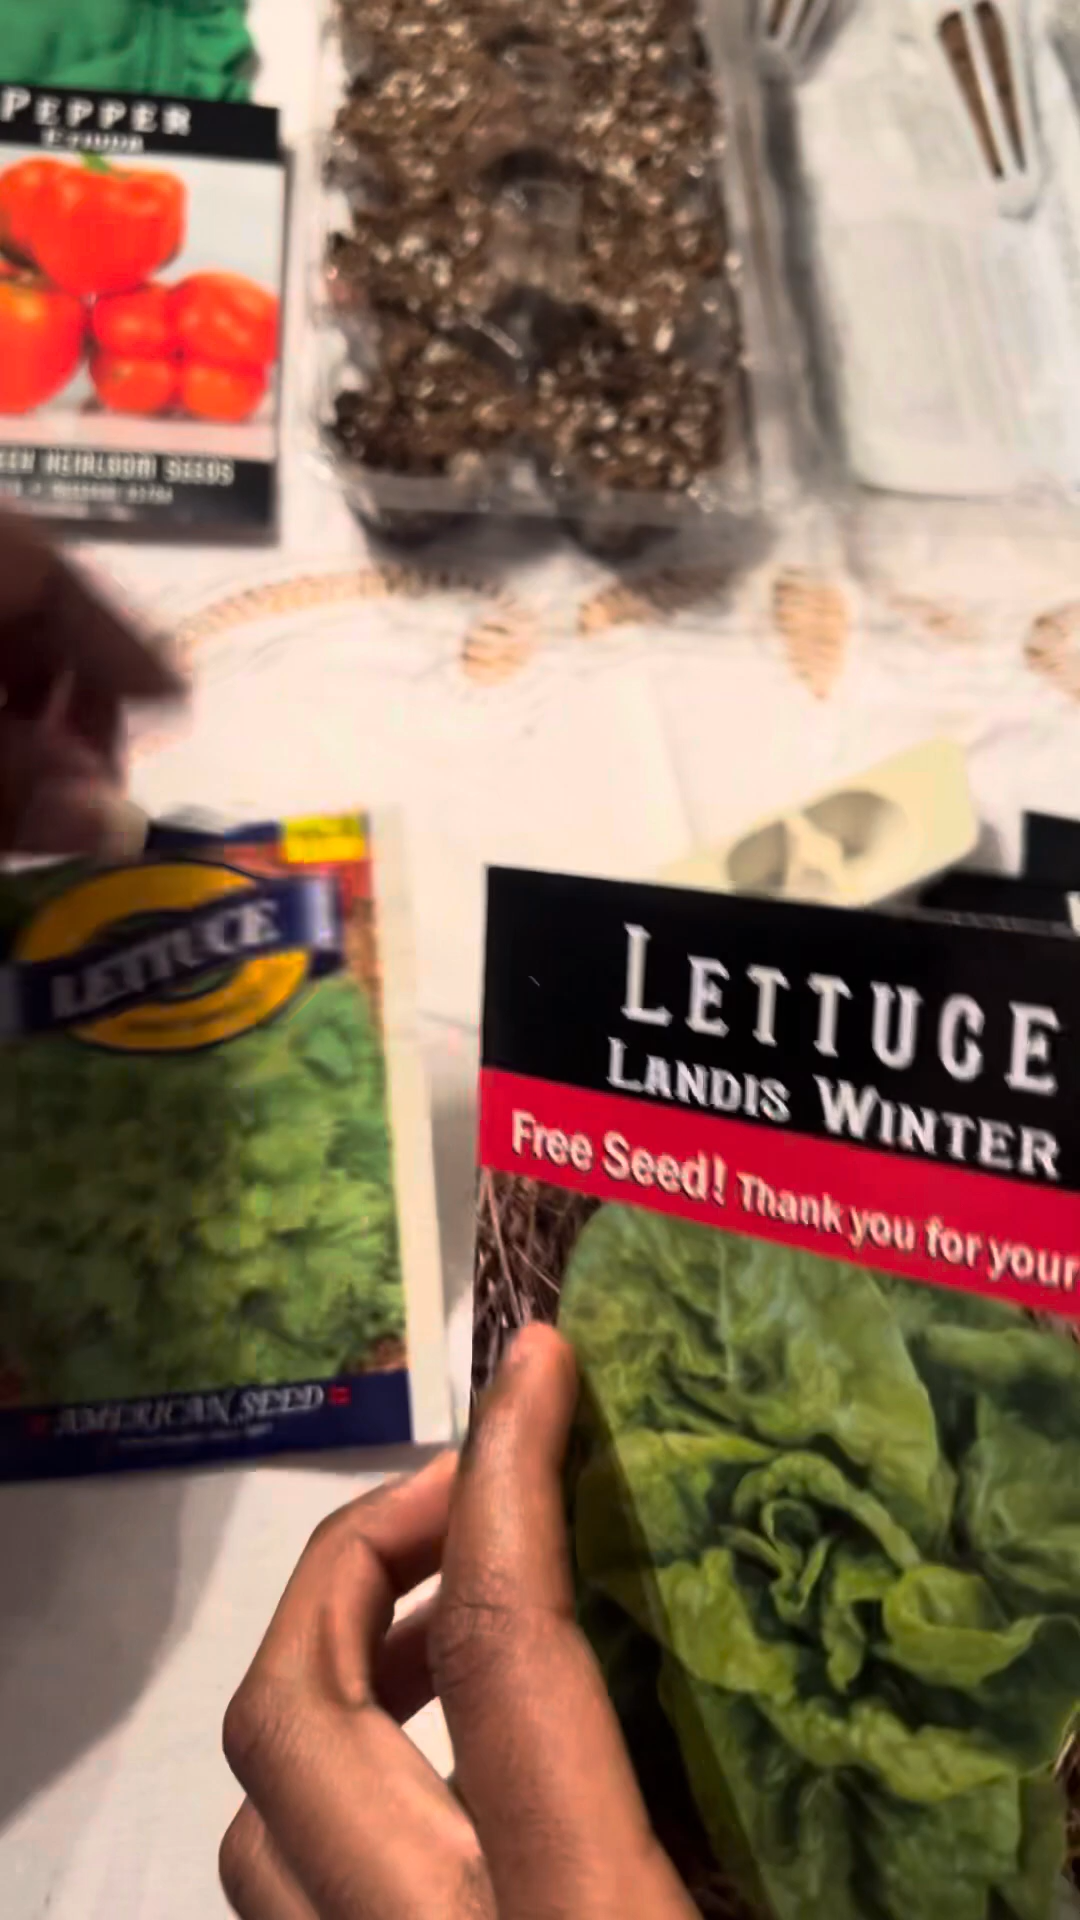 PEPPER
HEIRLOOM SEEDS
LETTUCE
AMERICAN SEED
LETTUCE
LANDIS WINTER
Free Seed! Thank you for your